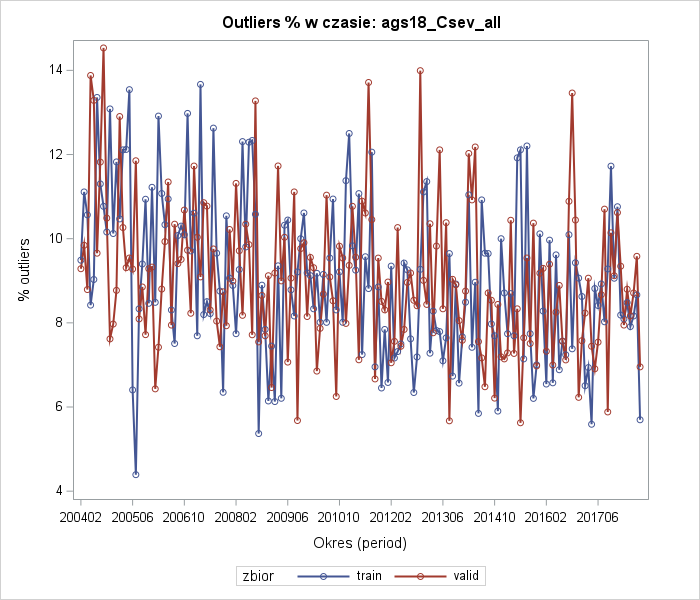 Outliers % w czasie: ags18_Csev_all
% outliers
14
12
10
8
6
4
200402 200506 200610 200802 200906 201010 201202 201306 201410 201602 201706
Okres (period)
zbior train valid